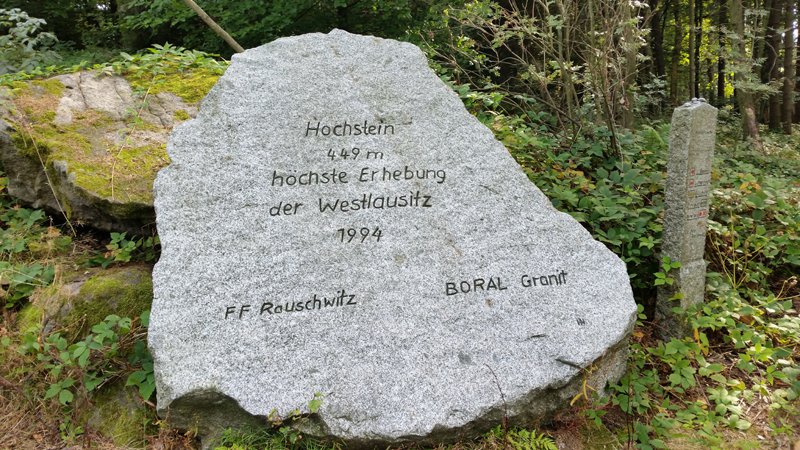 Hochstein
449 m
höchste Erhebung
der Westlausitz
1994
FF Rauschwitz
BORAL Granit